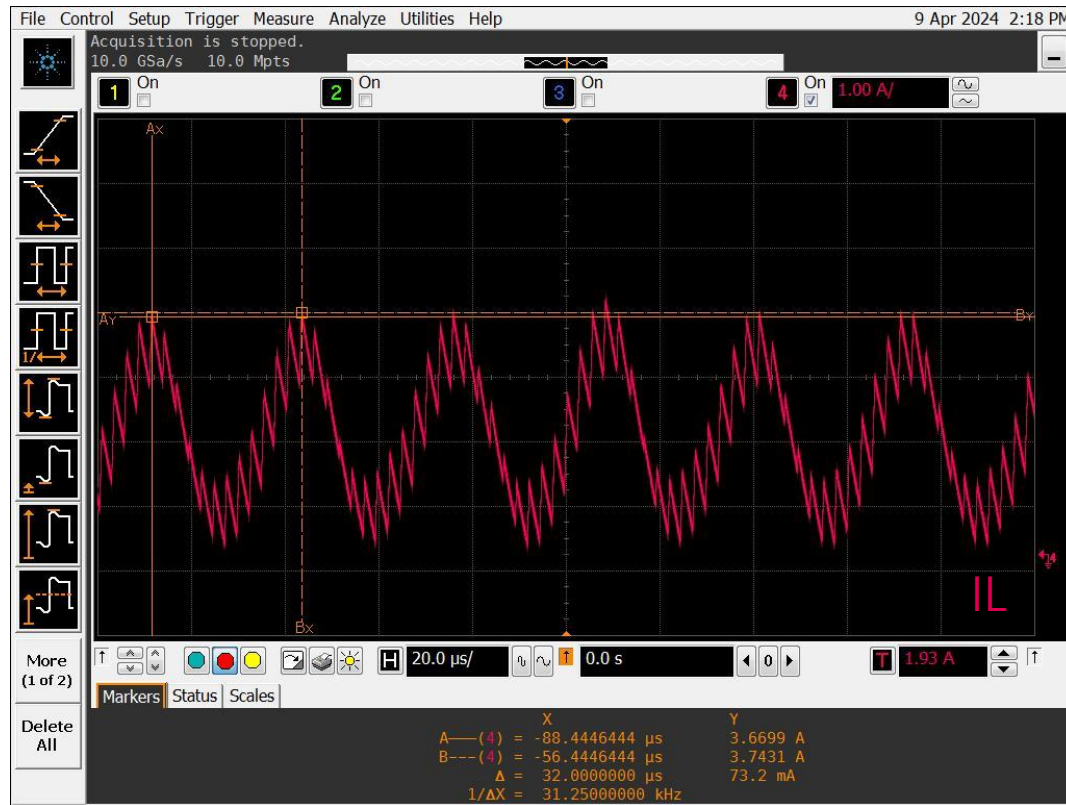 File Control Setup Trigger Measure Analyze Utilities Help 9 Apr 2024 2:18 PM
Acquisition is stopped.
10.0 GSa/s 10.0 Mpts
1 On 2 On 3 On 4 On 1.00 A/
Ax
Ay By
1/
4
IL
Bx
More
(1 of 2)
H 20.0 µs/ 0.0 s 0 T 1.93 A
Markers Status Scales
Delete
All
X Y
A——(4) = -88.4446444 µs 3.6699 A
B---(4) = -56.4446444 µs 3.7431 A
Δ = 32.0000000 µs 73.2 mA
1/ΔX = 31.25000000 kHz